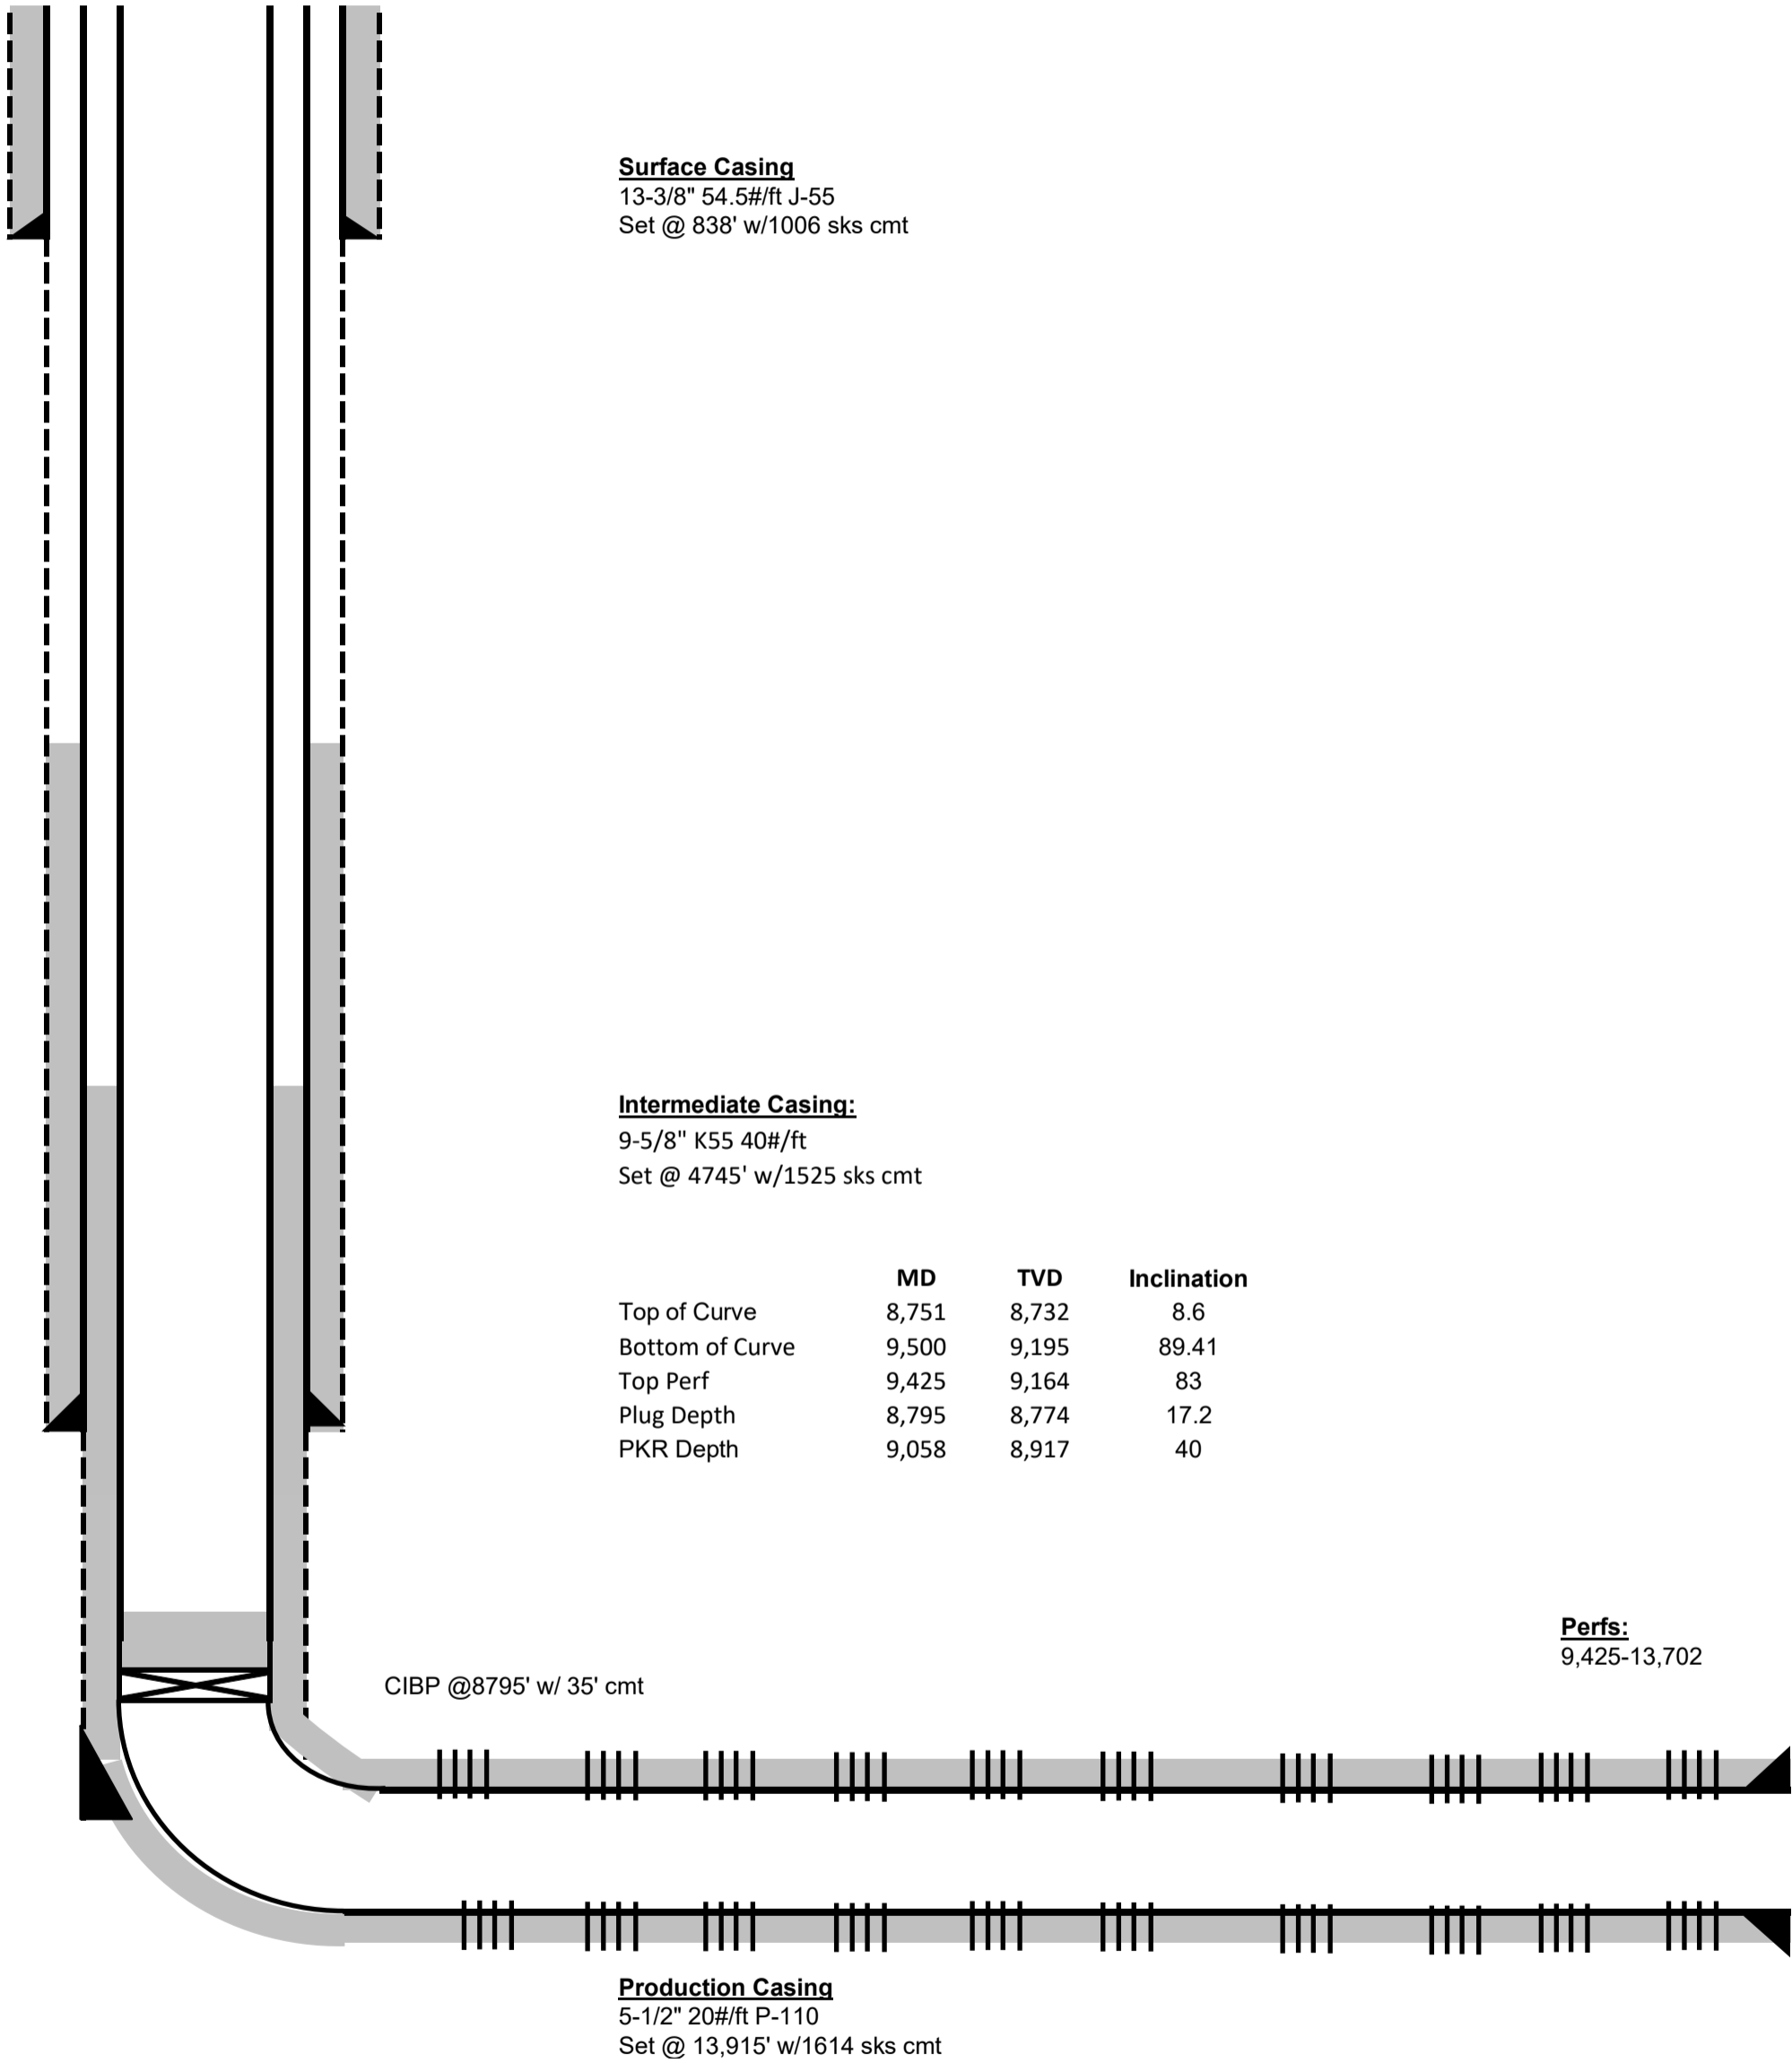 Surface Casing
13-3/8" 54.5#/ft J-55
Set @ 838' w/1006 sks cmt
Intermediate Casing:
9-5/8" K55 40#/ft
Set @ 4745' w/1525 sks cmt
MD TVD Inclination
Top of Curve 8,751 8,732 8.6
Bottom of Curve 9,500 9,195 89.41
Top Perf 9,425 9,164 83
Plug Depth 8,795 8,774 17.2
PKR Depth 9,058 8,917 40
Perfs:
9,425-13,702
CIBP @8795' w/ 35' cmt
Production Casing
5-1/2" 20#/ft P-110
Set @ 13,915' w/1614 sks cmt